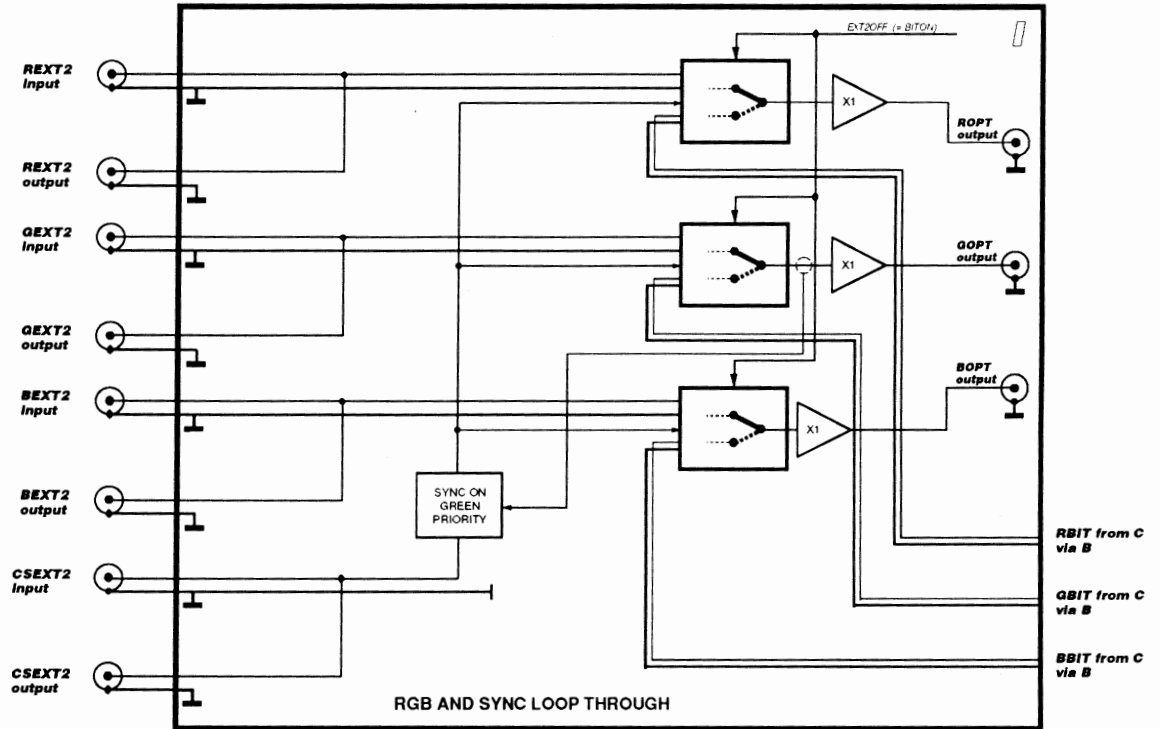 EXT2OFF (= BITON)
REXT2
input
X1
ROPT
output
REXT2
output
GEXT2
input
X1
GOPT
output
GEXT2
output
BEXT2
input
X1
BOPT
output
BEXT2
output
SYNC ON
GREEN
PRIORITY
RBIT from C
via B
CSEXT2
input
GBIT from C
via B
CSEXT2
output
BBIT from C
via B
RGB AND SYNC LOOP THROUGH